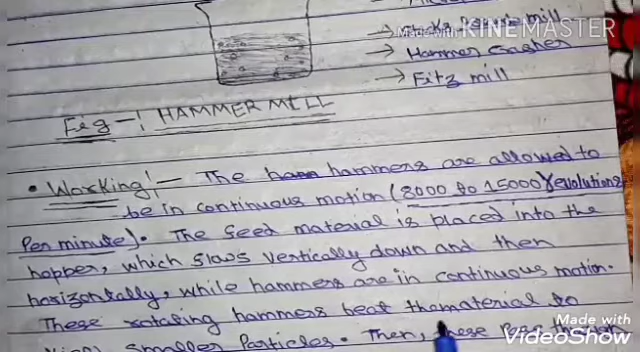 mill
Made with KINEMASTER
→ Hammer Crusher
→ Fitz mill
Fig -! HAMMER MILL
• Working! - The ham hammers are allowed to
be in continuous motion (8000 to 15000 revolutions
Per minute). The feed material is placed into the
hopper, which flows vertically down and then
horizontally, while hammers are in continuous motion.
These rotating hammers beat the material to
smaller Particles. Then, these
Made with
VideoShow